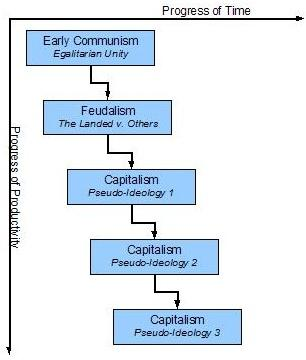 Progress of Time
Early Communism
Egalitarian Unity
Feudalism
The Landed v. Others
Progress of Productivity
Capitalism
Pseudo-Ideology 1
Capitalism
Pseudo-Ideology 2
Capitalism
Pseudo-Ideology 3